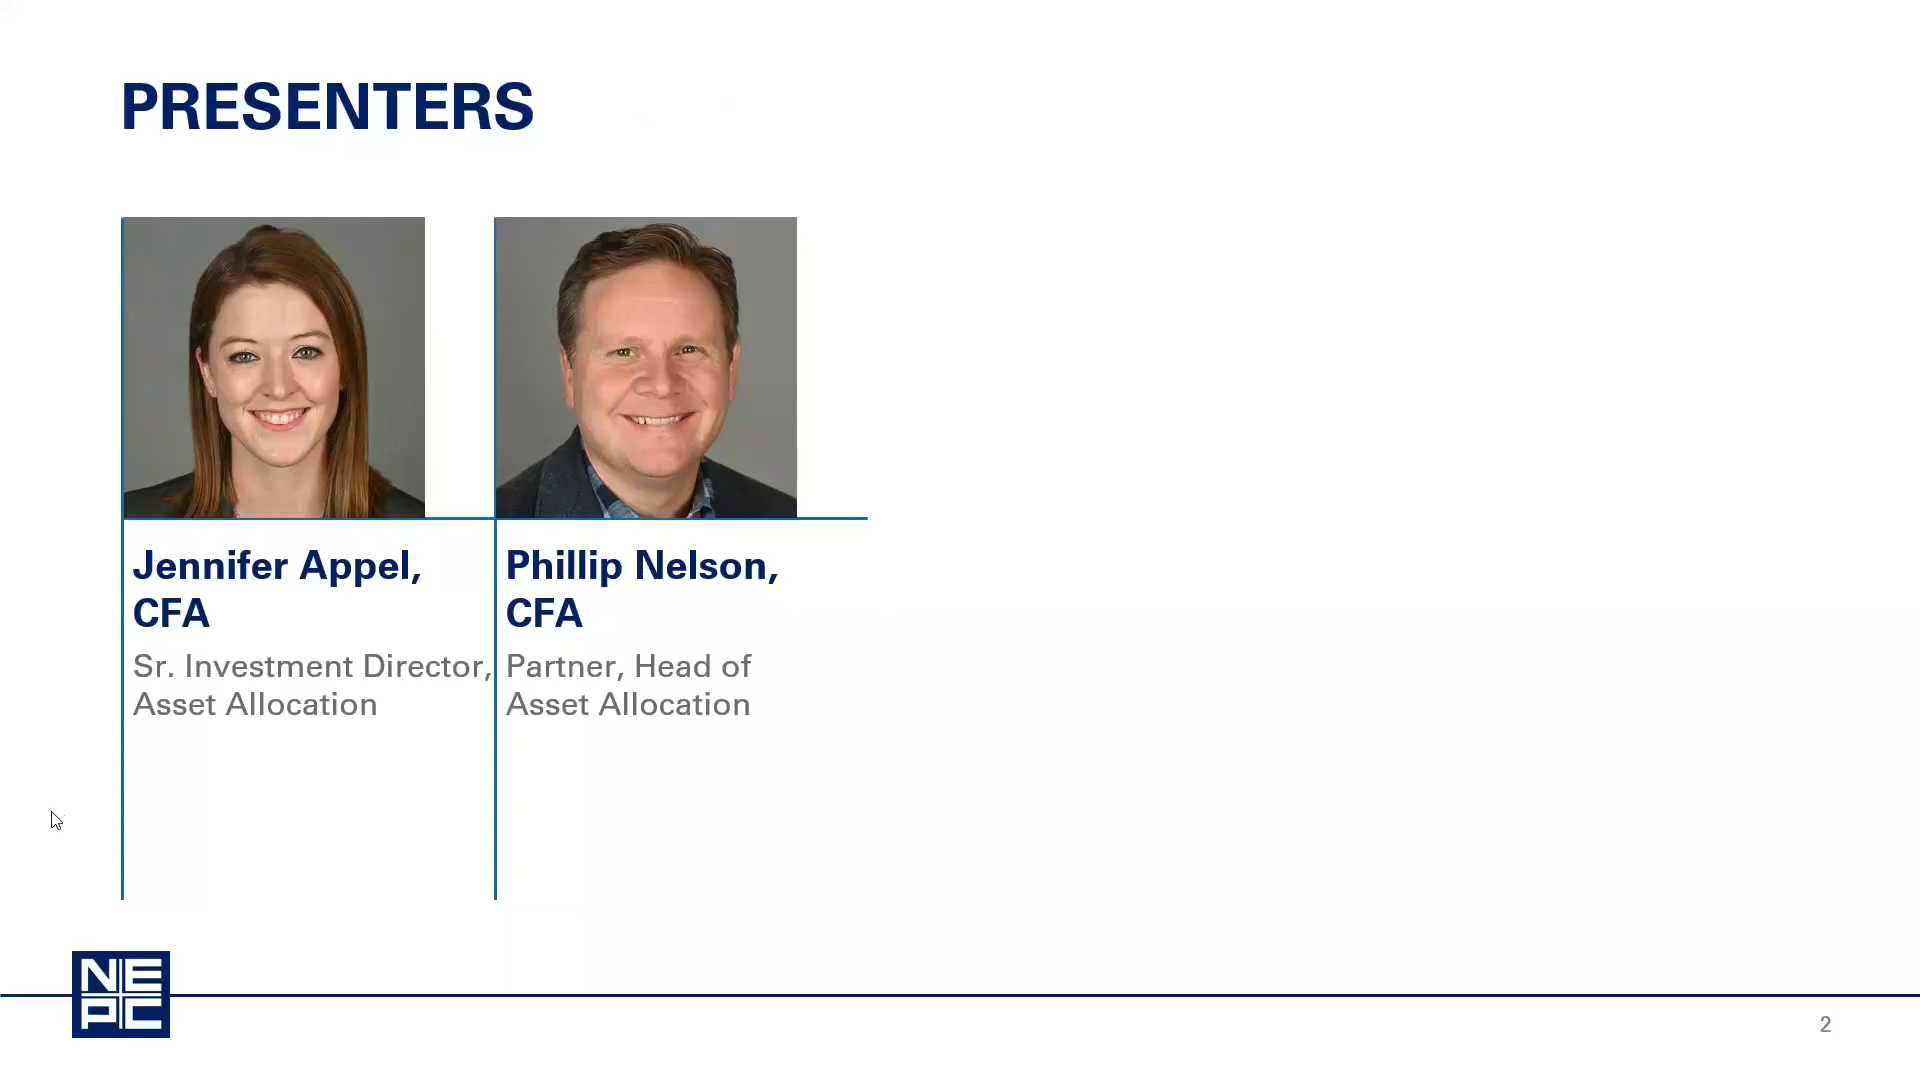 PRESENTERS
Jennifer Appel,
CFA
Sr. Investment Director,
Asset Allocation
Phillip Nelson,
CFA
Partner, Head of
Asset Allocation
NE
PC
2